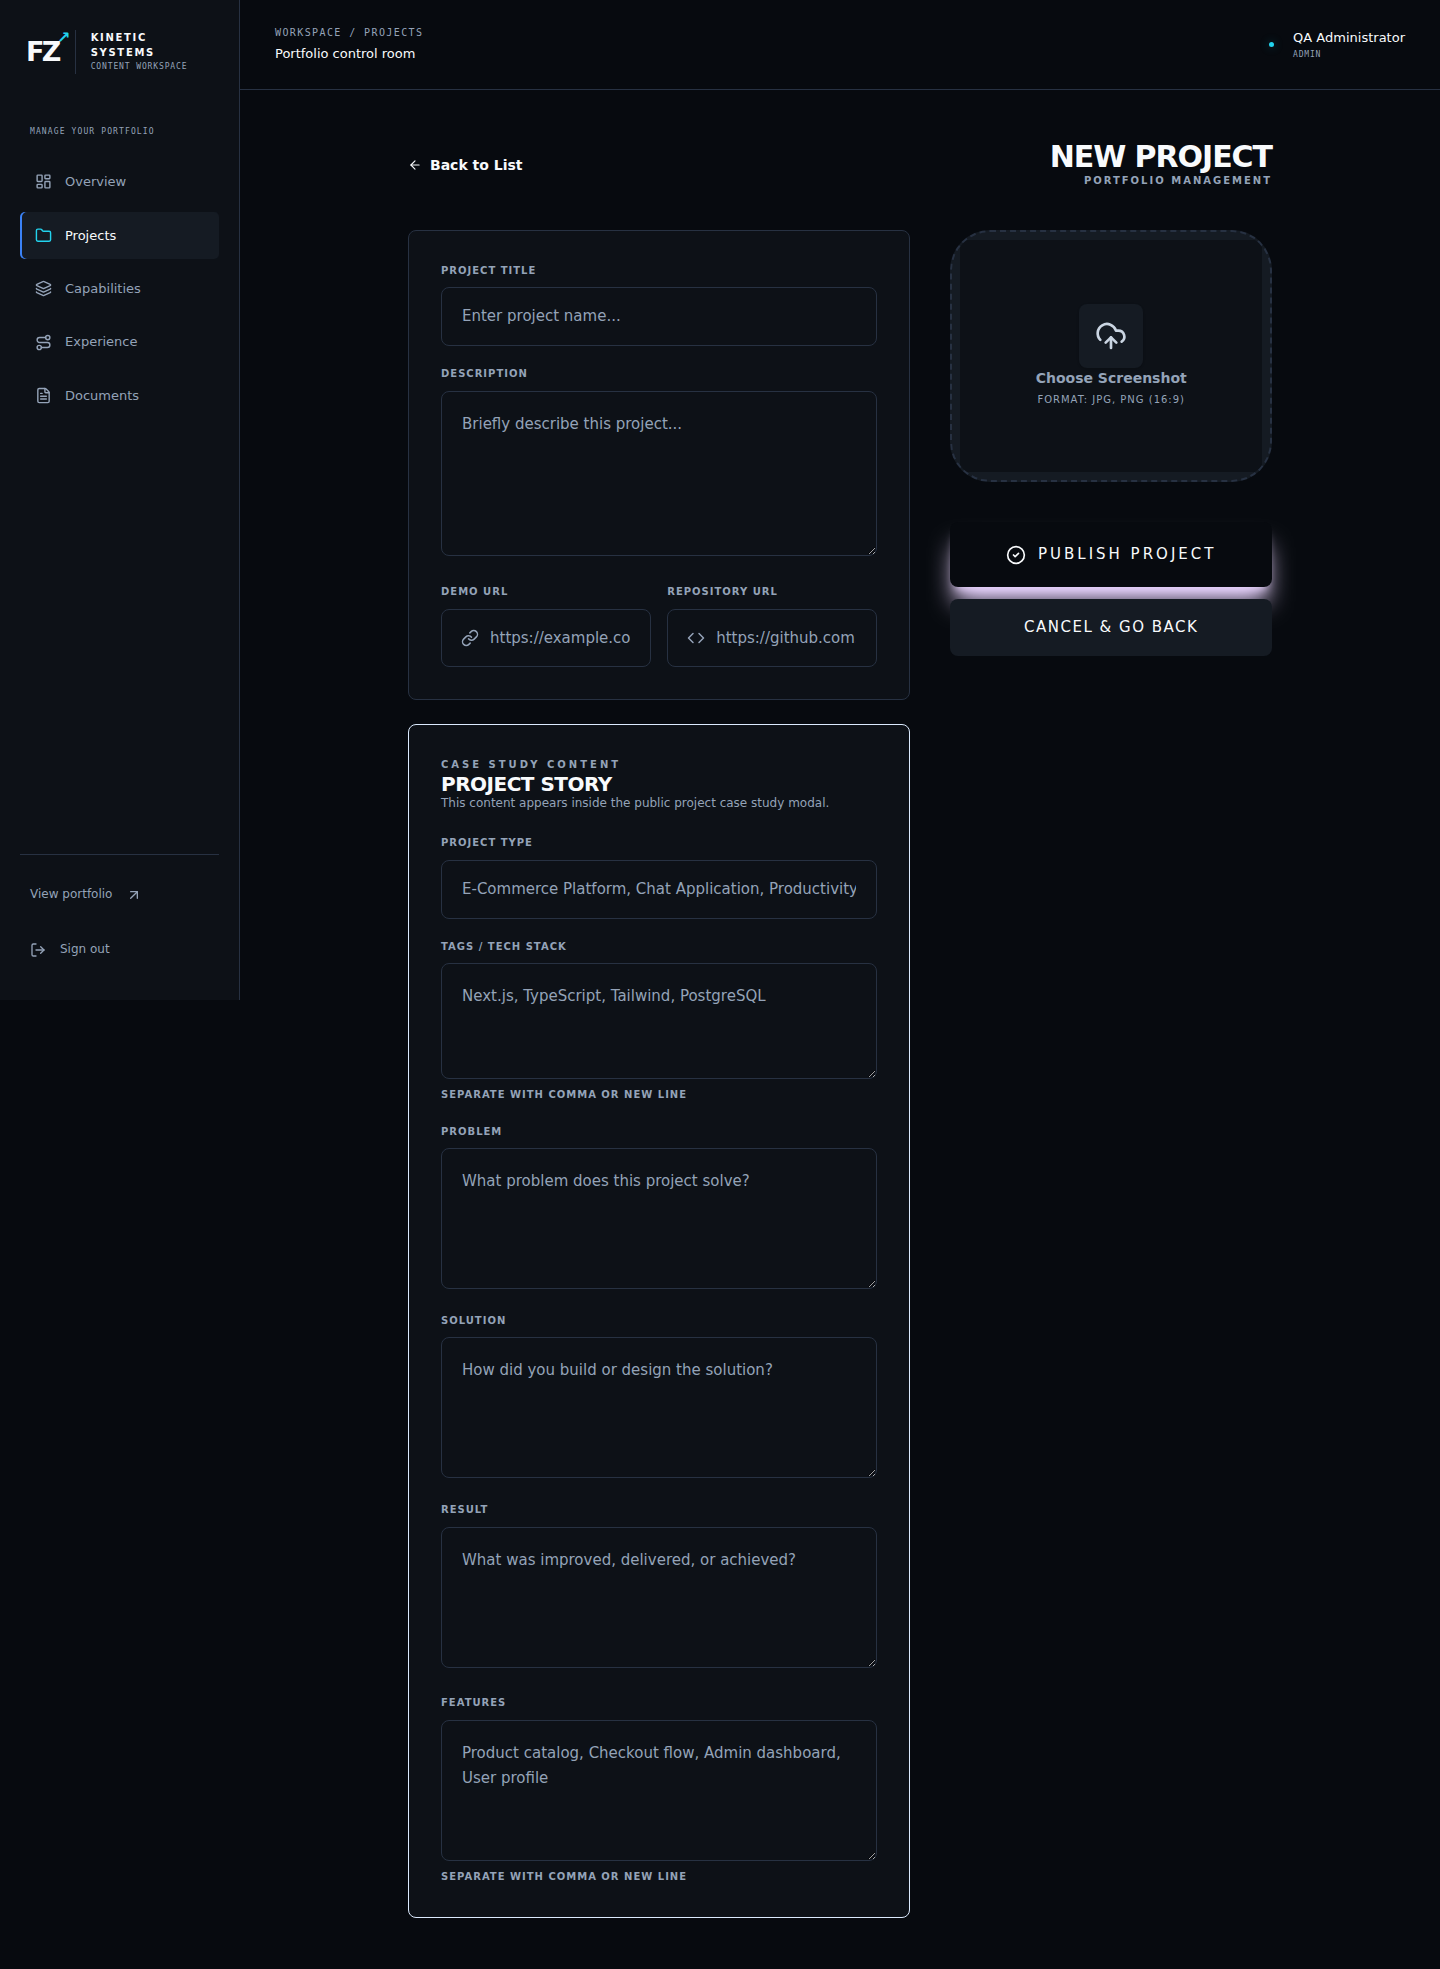 FZ
KINETIC
SYSTEMS
CONTENT WORKSPACE
MANAGE YOUR PORTFOLIO
Overview
Projects
Capabilities
Experience
Documents
View portfolio
Sign out
WORKSPACE / PROJECTS
Portfolio control room
QA Administrator
ADMIN
Back to List
NEW PROJECT
PORTFOLIO MANAGEMENT
PROJECT TITLE
Enter project name...
DESCRIPTION
Briefly describe this project...
DEMO URL
https://example.co
REPOSITORY URL
https://github.com
Choose Screenshot
FORMAT: JPG, PNG (16:9)
PUBLISH PROJECT
CANCEL & GO BACK
CASE STUDY CONTENT
PROJECT STORY
This content appears inside the public project case study modal.
PROJECT TYPE
E-Commerce Platform, Chat Application, Productivity
TAGS / TECH STACK
Next.js, TypeScript, Tailwind, PostgreSQL
SEPARATE WITH COMMA OR NEW LINE
PROBLEM
What problem does this project solve?
SOLUTION
How did you build or design the solution?
RESULT
What was improved, delivered, or achieved?
FEATURES
Product catalog, Checkout flow, Admin dashboard,
User profile
SEPARATE WITH COMMA OR NEW LINE